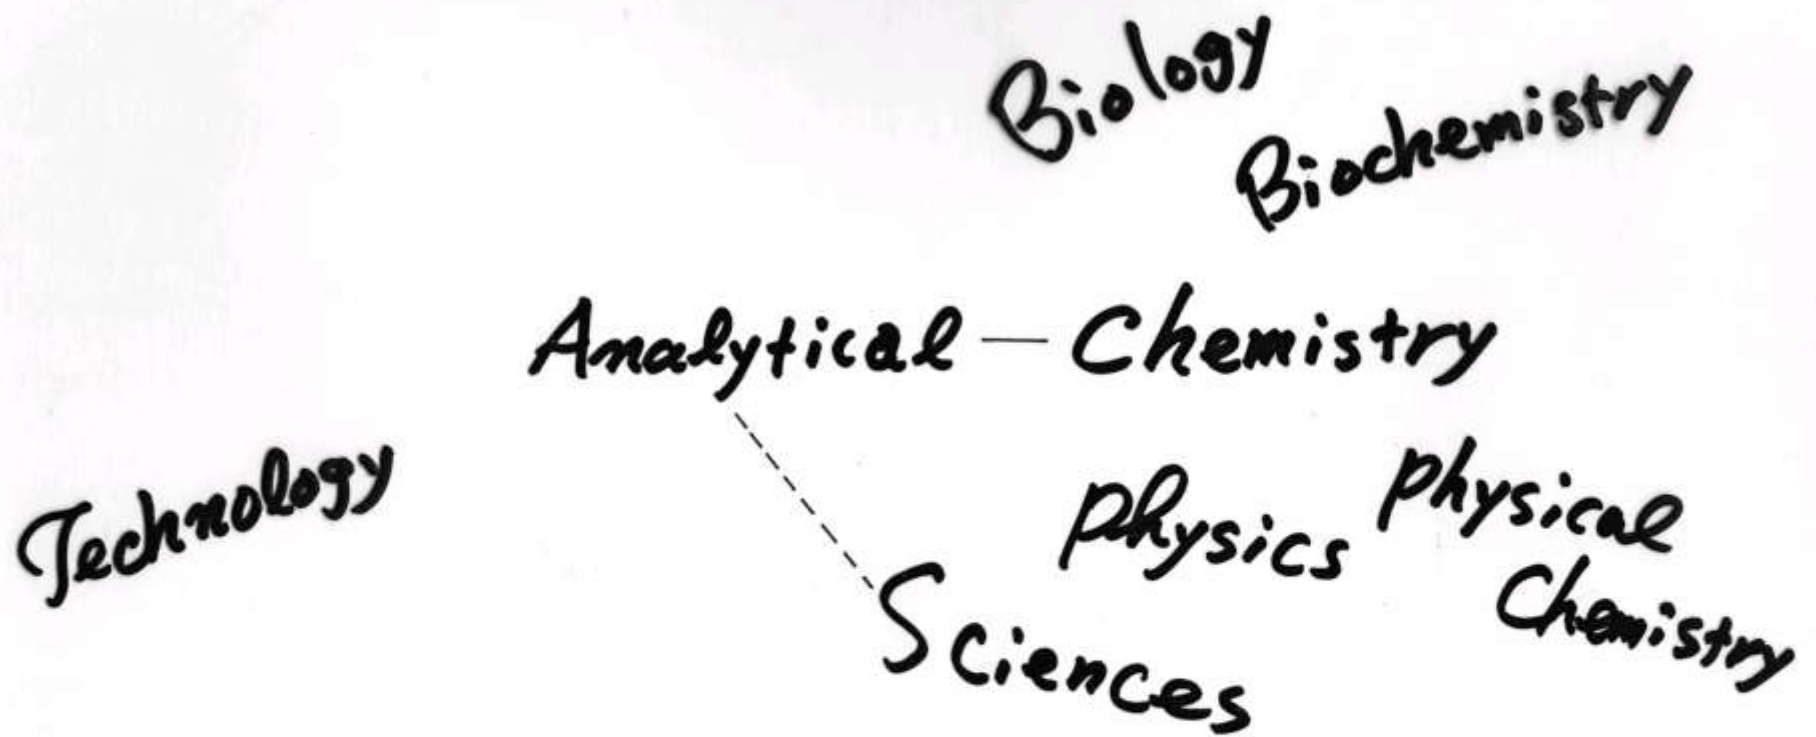 Biology
Biochemistry
Analytical — Chemistry
Technology
Physics
Physical
Chemistry
Sciences